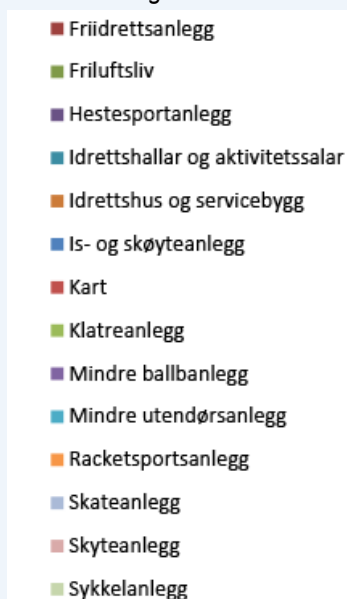 Friidrettsanlegg
Friluftsliv
Hestesportanlegg
Idrettshallar og aktivitetssalar
Idrettshus og servicebygg
Is- og skøyteanlegg
Kart
Klatreanlegg
Mindre ballbanlegg
Mindre utendørsanlegg
Racketsportsanlegg
Skateanlegg
Skyteanlegg
Sykkelanlegg